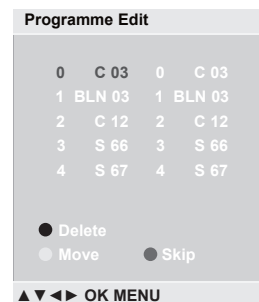 Programme Edit
0 C 03 0 C 03
1 BLN 03 1 BLN 03
2 C 12 2 C 12
3 S 66 3 S 66
4 S 67 4 S 67
Delete
Move Skip
▲▼◄► OK MENU